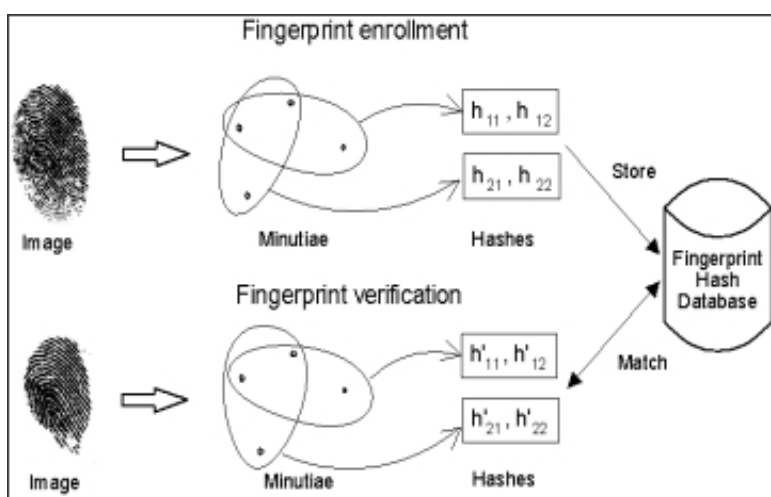 Fingerprint enrollment
h₁₁, h₁₂
h₂₁, h₂₂
Store
Image
Minutiae
Hashes
Fingerprint
Hash
Database
Fingerprint verification
h'₁₁, h'₁₂
h'₂₁, h'₂₂
Match
Image
Minutiae
Hashes